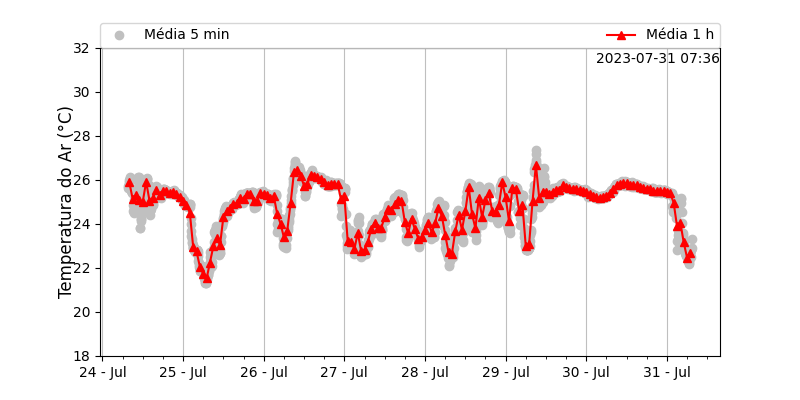 Média 5 min
Média 1 h
2023-07-31 07:36
Temperatura do Ar (°C)
32
30
28
26
24
22
20
18
24 - Jul
25 - Jul
26 - Jul
27 - Jul
28 - Jul
29 - Jul
30 - Jul
31 - Jul